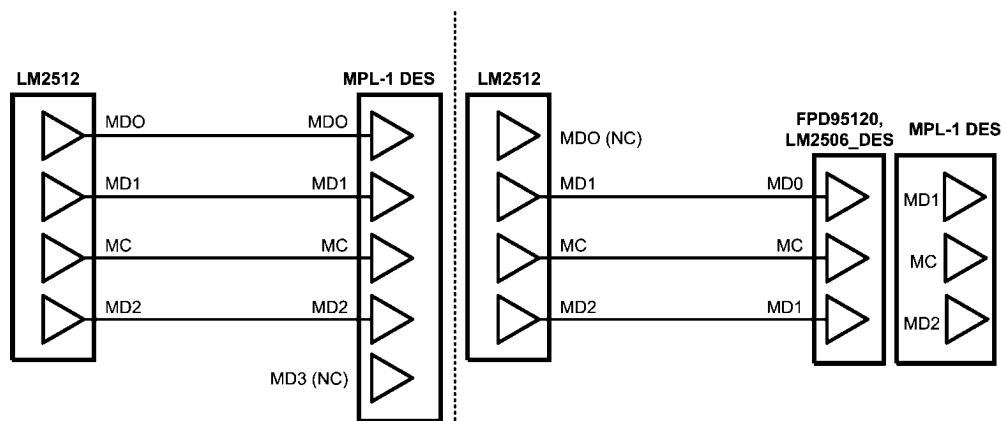 LM2512
MPL-1 DES
MDO
MDO
MD1
MD1
MC
MC
MD2
MD2
MD3 (NC)
LM2512
FPD95120,
LM2506_DES
MPL-1 DES
MDO (NC)
MD1
MD0
MD1
MC
MC
MC
MD2
MD1
MD2